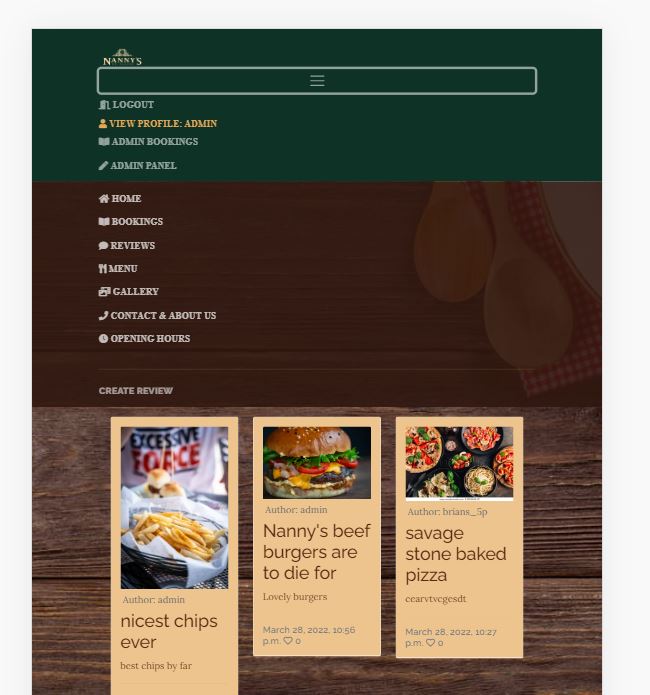 NANNY'S
LOGOUT
VIEW PROFILE: ADMIN
ADMIN BOOKINGS
ADMIN PANEL
HOME
BOOKINGS
REVIEWS
MENU
GALLERY
CONTACT & ABOUT US
OPENING HOURS
CREATE REVIEW
EXCESSIVE
FORCE
Author: admin
nicest chips
ever
best chips by far
Author: admin
Nanny's beef
burgers are
to die for
Lovely burgers
March 28, 2022, 10:56
p.m. 0
Author: brians_5p
savage
stone baked
pizza
cearvtvcgesdt
March 28, 2022, 10:27
p.m. 0